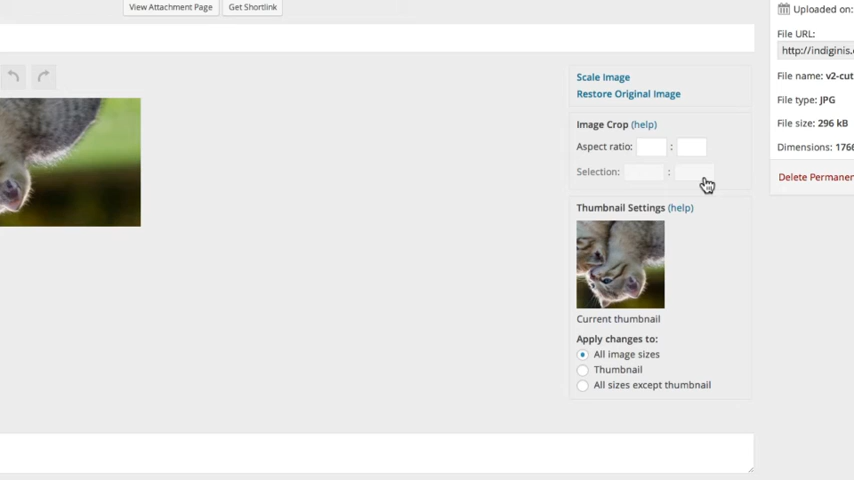 View Attachment Page
Get Shortlink
Uploaded on:
File URL:
http://indiginis.
File name: v2-cut
File type: JPG
File size: 296 kB
Dimensions: 1766
Delete Permanen
Scale Image
Restore Original Image
Image Crop (help)
Aspect ratio: :
Selection: :
Thumbnail Settings (help)
Current thumbnail
Apply changes to:
All image sizes
Thumbnail
All sizes except thumbnail